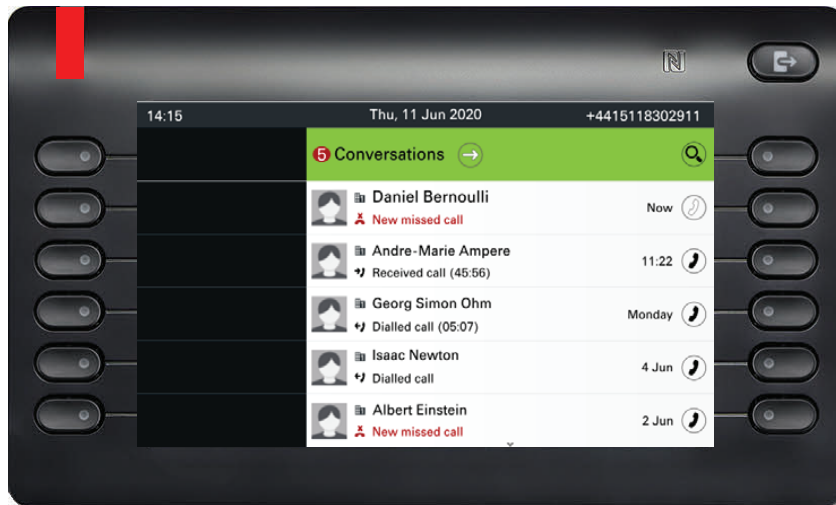 14:15 Thu, 11 Jun 2020 +4415118302911
5 Conversations
Daniel Bernoulli
New missed call Now
Andre-Marie Ampere
Received call (45:56) 11:22
Georg Simon Ohm
Dialled call (05:07) Monday
Isaac Newton
Dialled call 4 Jun
Albert Einstein
New missed call 2 Jun